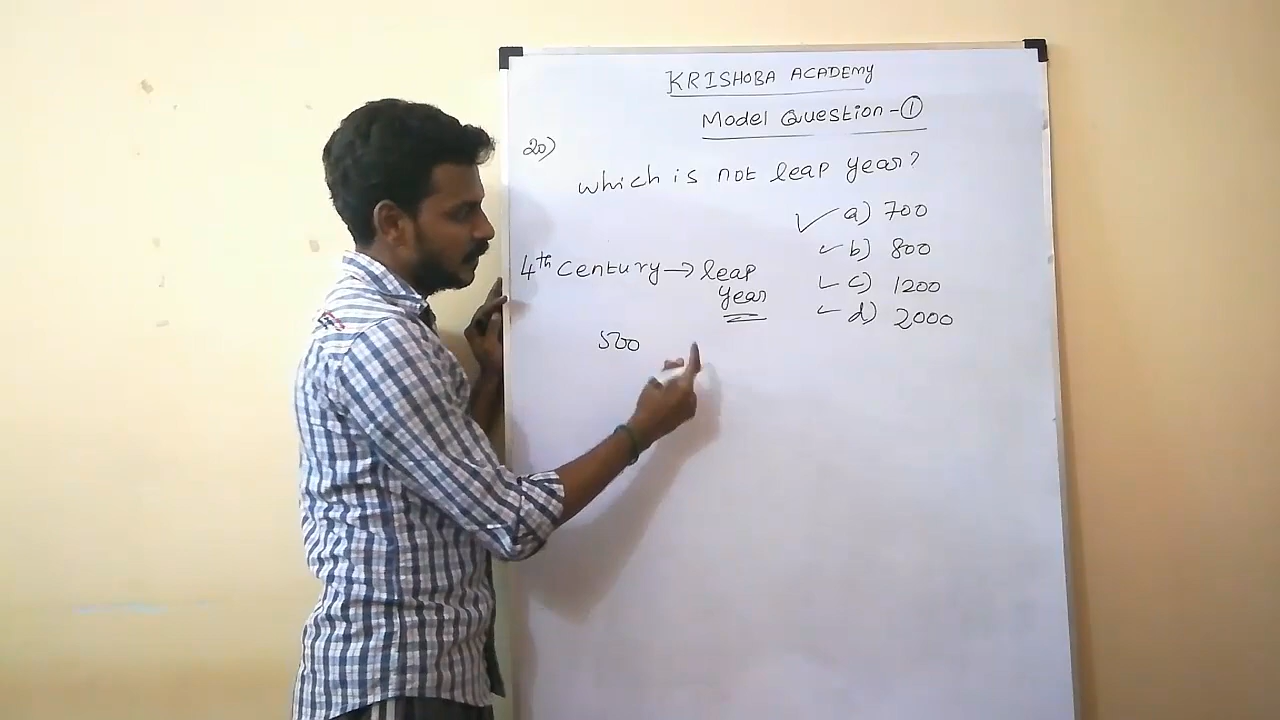 KRISHOBA ACADEMY
Model Question - ①
20)
which is not leap year?
a) 700
b) 800
c) 1200
d) 2000
4th century → leap
year
500